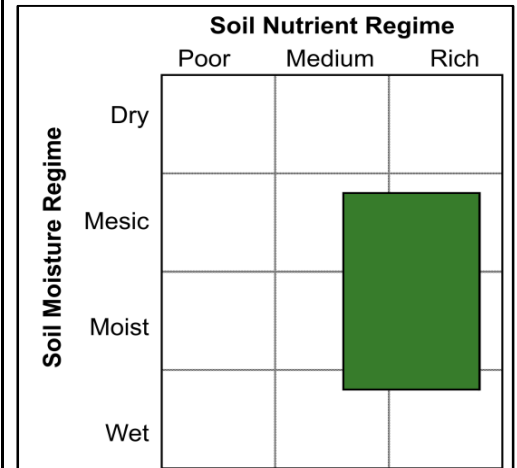 Soil Nutrient Regime
Poor Medium Rich
Soil Moisture Regime
Dry
Mesic
Moist
Wet